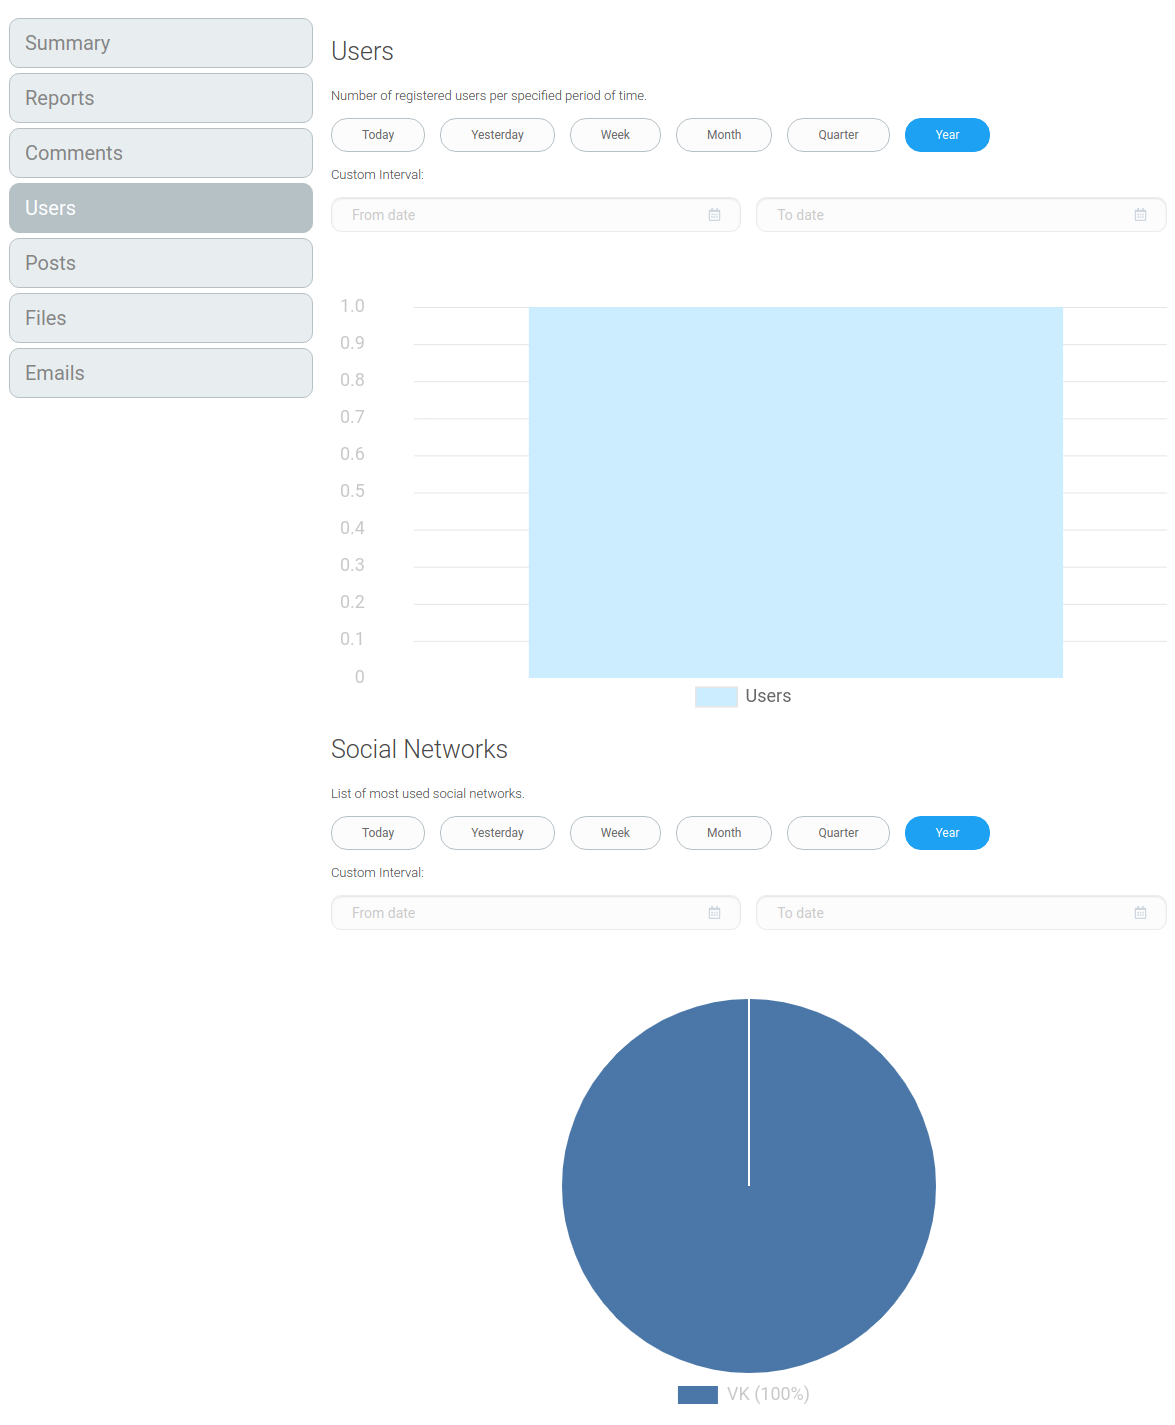 Summary
Reports
Comments
Users
Posts
Files
Emails
Users
Number of registered users per specified period of time.
Today Yesterday Week Month Quarter Year
Custom Interval:
From date To date
1.0
0.9
0.8
0.7
0.6
0.5
0.4
0.3
0.2
0.1
0
Users
Social Networks
List of most used social networks.
Today Yesterday Week Month Quarter Year
Custom Interval:
From date To date
VK (100%)